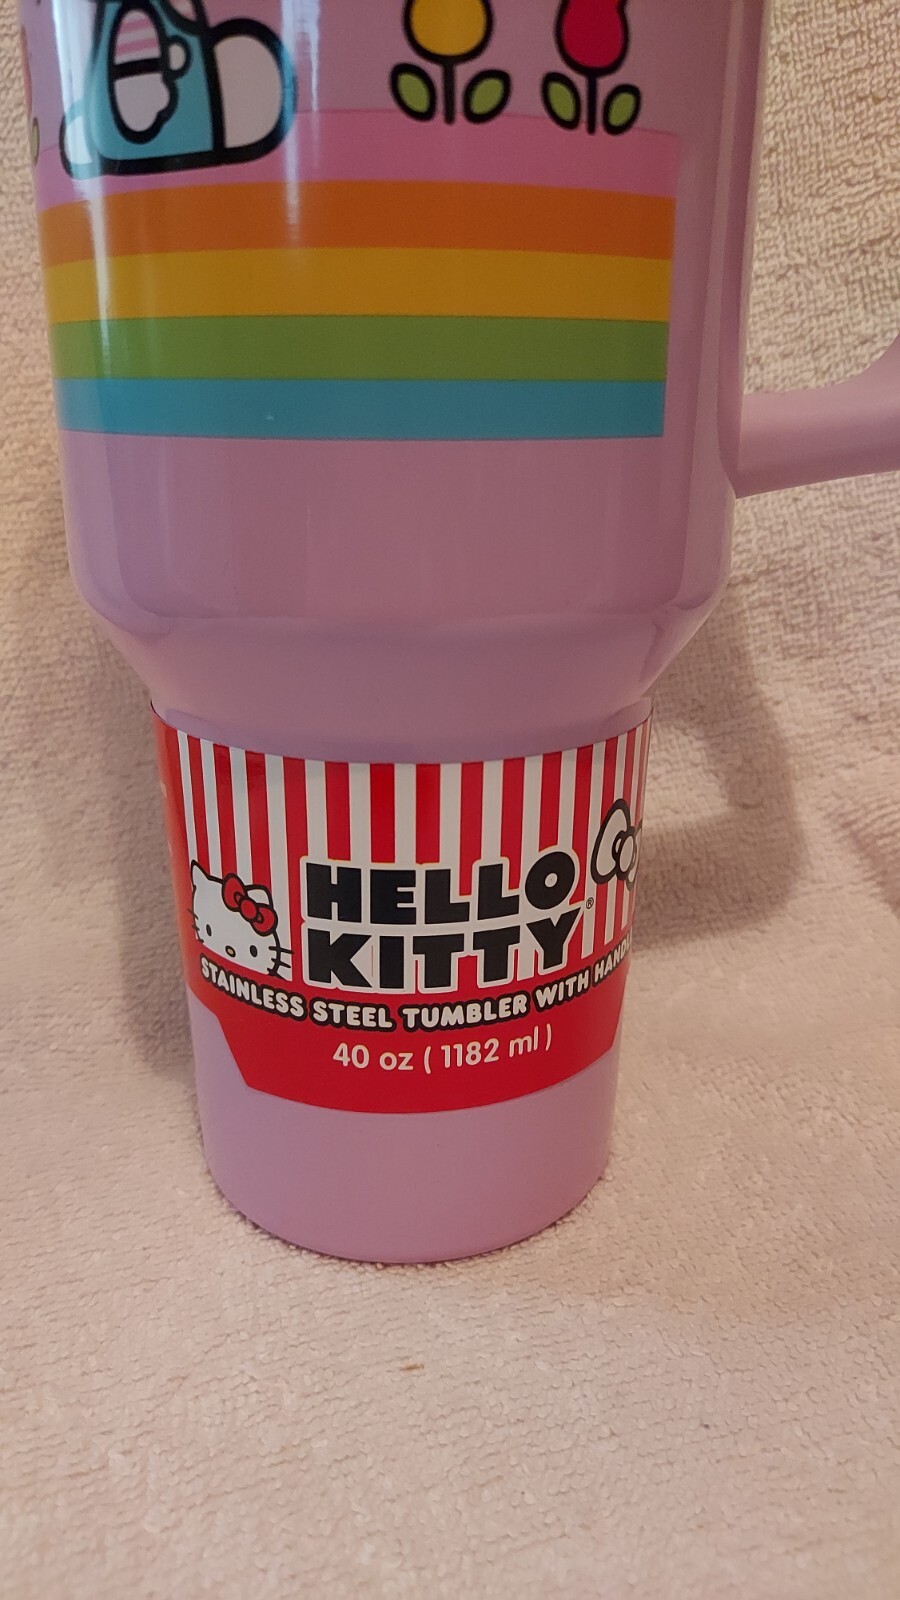 HELLO
KITTY®
STAINLESS STEEL TUMBLER WITH
40 oz ( 1182 ml )